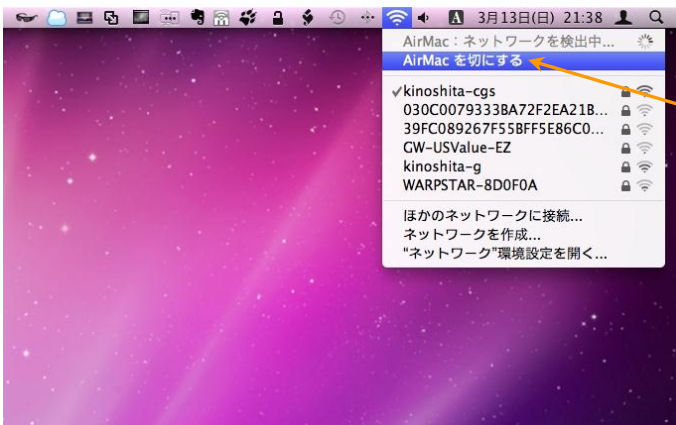 A 3月13日(日) 21:38
AirMac：ネットワークを検出中...
AirMac を切にする
kinoshita-cgs
030C0079333BA72F2EA21B...
39FC089267F55BFF5E86C0...
GW-USValue-EZ
kinoshita-g
WARPSTAR-8D0F0A
ほかのネットワークに接続...
ネットワークを作成...
“ネットワーク”環境設定を開く...